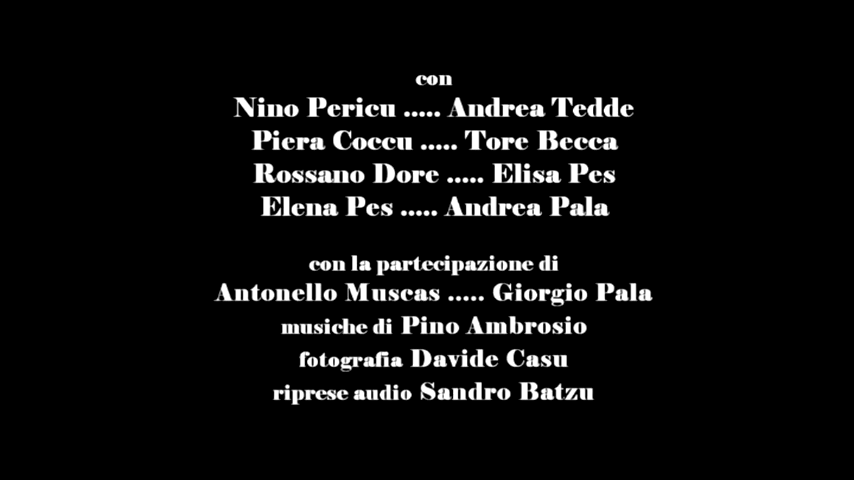 con
Nino Pericu ..... Andrea Tedde
Piera Coccu ..... Tore Becca
Rossano Dore ..... Elisa Pes
Elena Pes ..... Andrea Pala
con la partecipazione di
Antonello Muscas ..... Giorgio Pala
musiche di Pino Ambrosio
fotografia Davide Casu
riprese audio Sandro Batzu